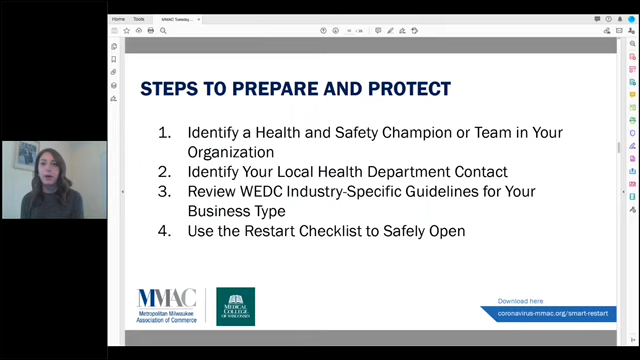 Home
Tools
MMAC Tuesday...
STEPS TO PREPARE AND PROTECT
1. Identify a Health and Safety Champion or Team in Your
Organization
2. Identify Your Local Health Department Contact
3. Review WEDC Industry-Specific Guidelines for Your
Business Type
4. Use the Restart Checklist to Safely Open
MMAC
Metropolitan Milwaukee
Association of Commerce
MEDICAL
COLLEGE
OF WISCONSIN
Download here
coronavirus-mmac.org/smart-restart